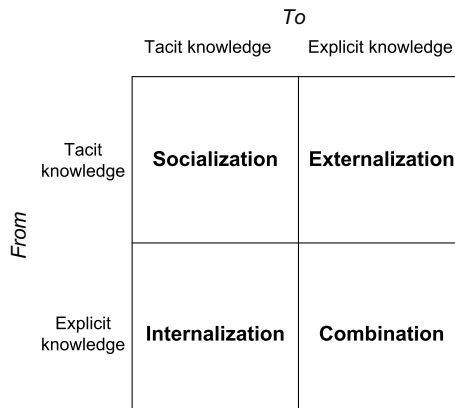 To
Tacit knowledge Explicit knowledge
Tacit
knowledge
Socialization Externalization
From
Explicit
knowledge
Internalization Combination